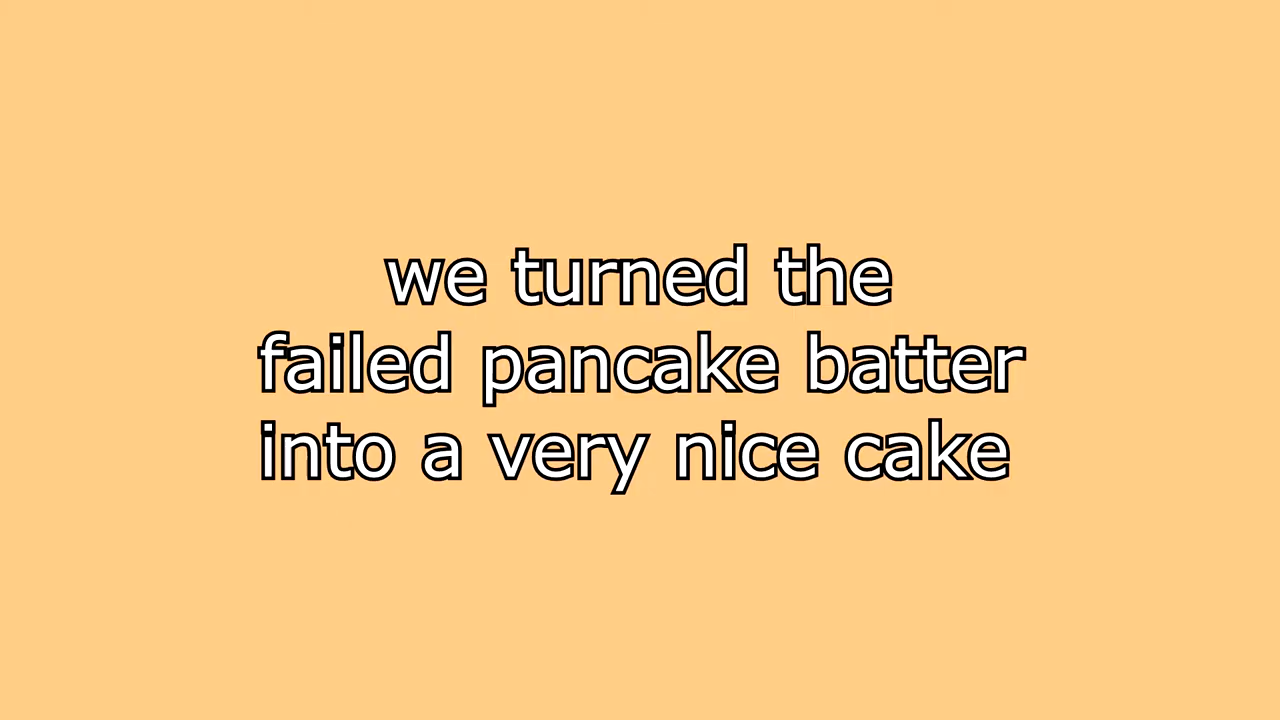 we turned the
failed pancake batter
into a very nice cake